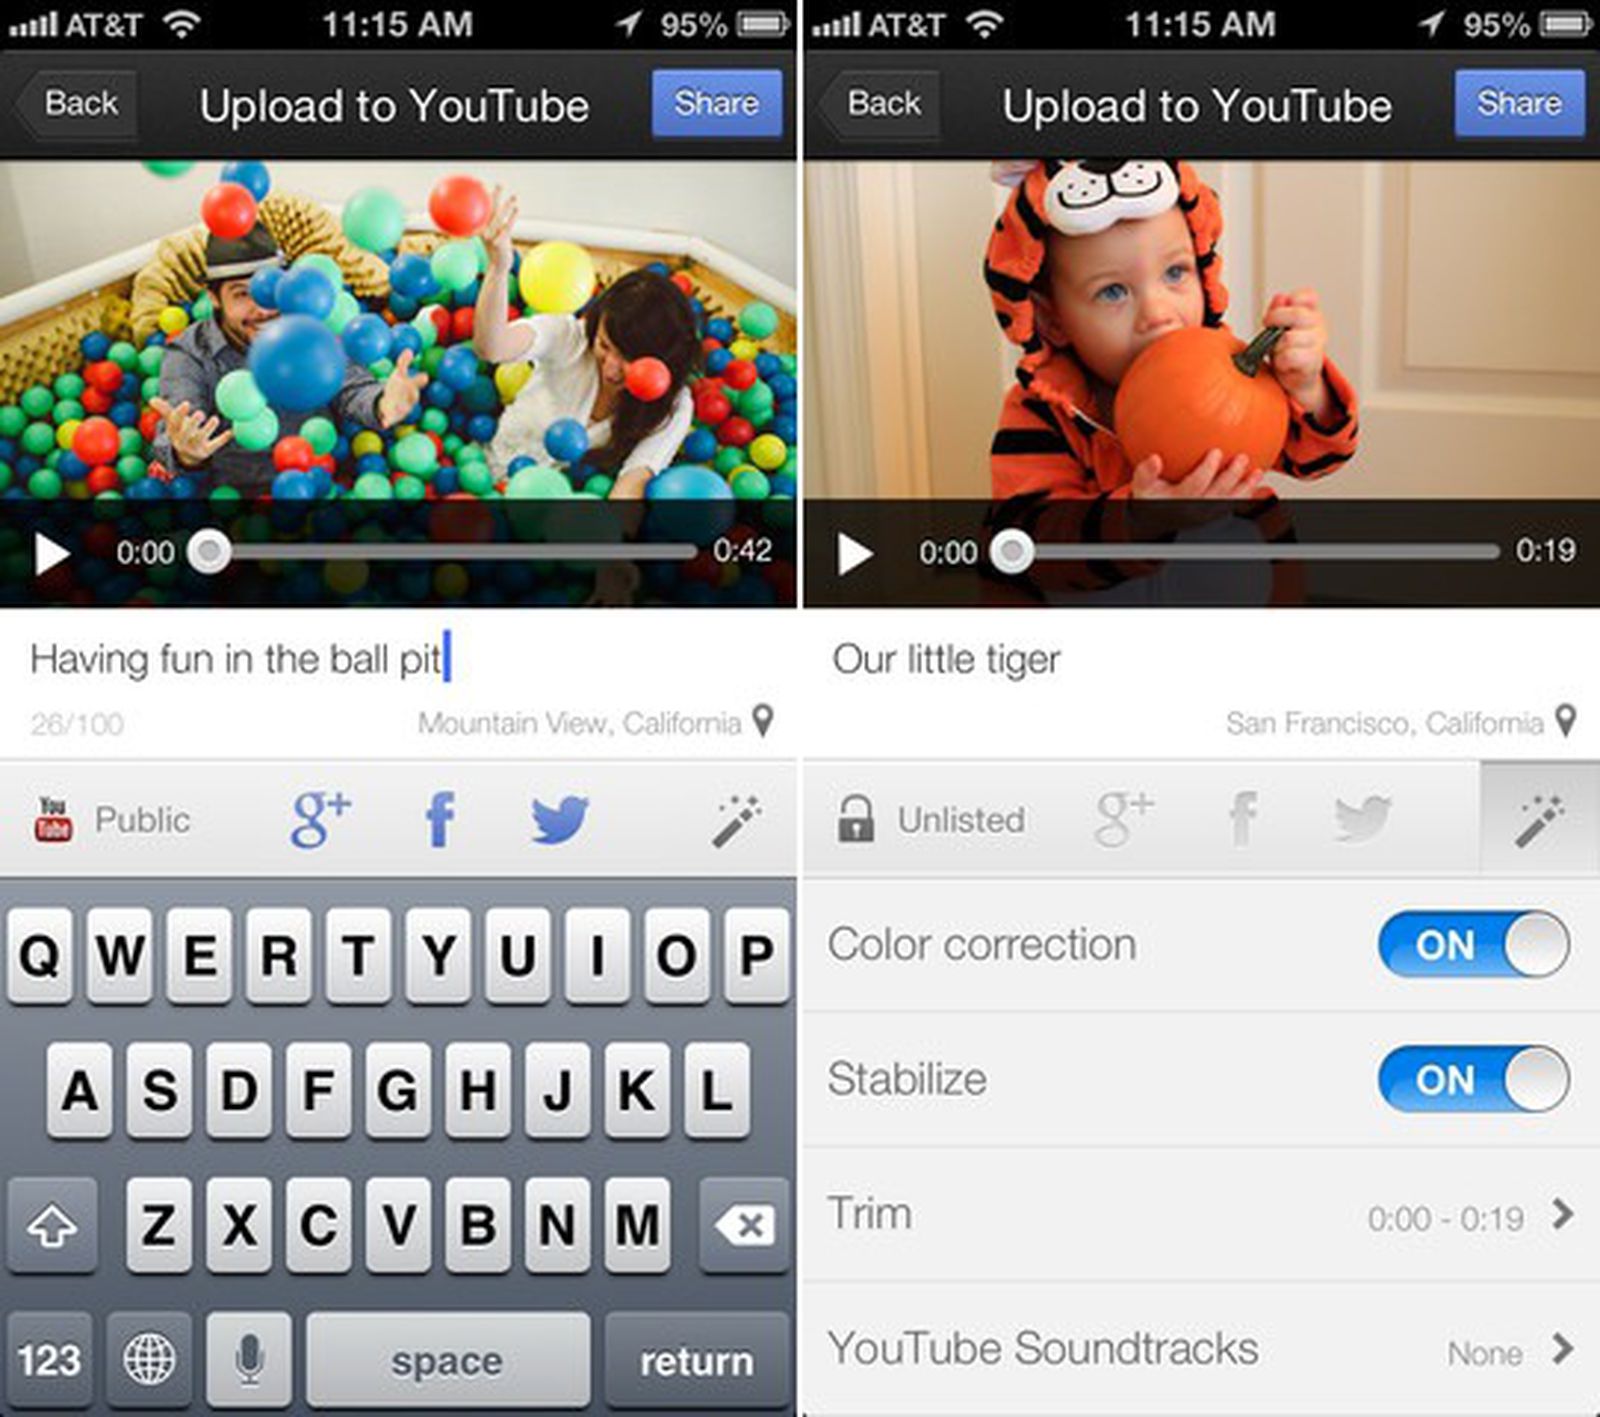 AT&T 11:15 AM 95%
Back Upload to YouTube Share
0:00 0:42
Having fun in the ball pit
26/100 Mountain View, California
You Tube Public g+ f
Q W E R T Y U I O P
A S D F G H J K L
Z X C V B N M
123 space return
AT&T 11:15 AM 95%
Back Upload to YouTube Share
0:00 0:19
Our little tiger
San Francisco, California
Unlisted g+ f
Color correction ON
Stabilize ON
Trim 0:00 - 0:19
YouTube Soundtracks None